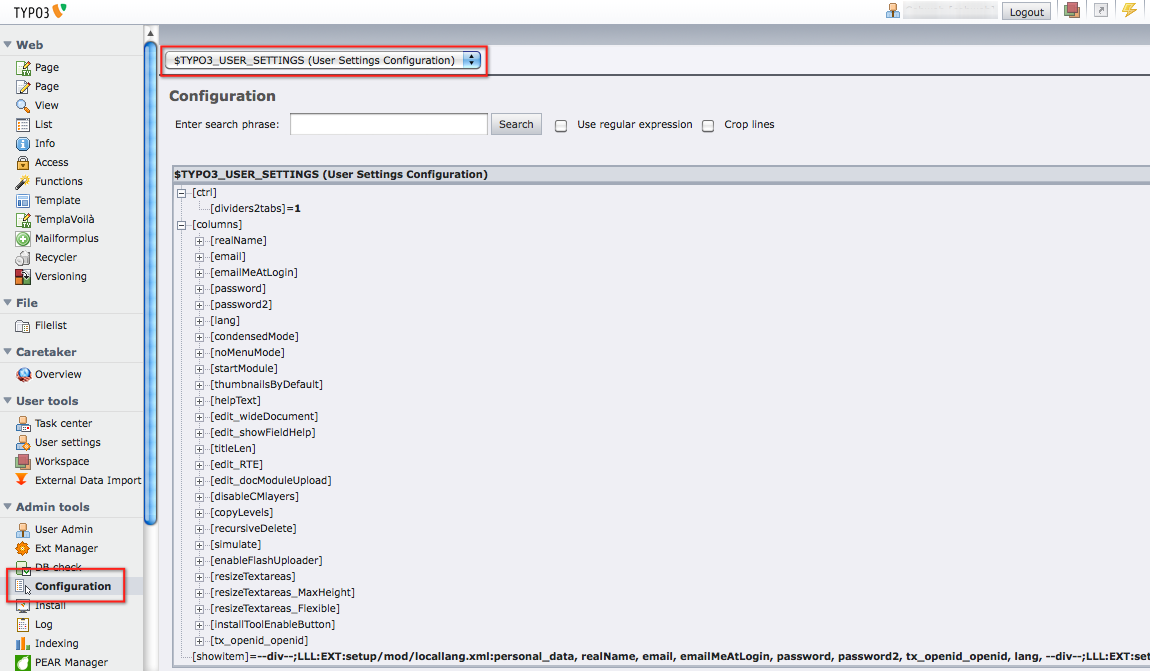 TYPO3
Logout
Web
Page
Page
View
List
Info
Access
Functions
Template
TemplaVoilà
Mailformplus
Recycler
Versioning
File
Filelist
Caretaker
Overview
User tools
Task center
User settings
Workspace
External Data Import
Admin tools
User Admin
Ext Manager
DB check
Configuration
Install
Log
Indexing
PEAR Manager
$TYPO3_USER_SETTINGS (User Settings Configuration)
Configuration
Enter search phrase: Search Use regular expression Crop lines
$TYPO3_USER_SETTINGS (User Settings Configuration)
[ctrl]
[dividers2tabs]=1
[columns]
[realName]
[email]
[emailMeAtLogin]
[password]
[password2]
[lang]
[condensedMode]
[noMenuMode]
[startModule]
[thumbnailsByDefault]
[helpText]
[edit_wideDocument]
[edit_showFieldHelp]
[titleLen]
[edit_RTE]
[edit_docModuleUpload]
[disableCMlayers]
[copyLevels]
[recursiveDelete]
[simulate]
[enableFlashUploader]
[resizeTextareas]
[resizeTextareas_MaxHeight]
[resizeTextareas_Flexible]
[installToolEnableButton]
[tx_openid_openid]
[showitem]=--div--;LLL:EXT:setup/mod/locallang.xml:personal_data, realName, email, emailMeAtLogin, password, password2, tx_openid_openid, lang, --div--;LLL:EXT:set